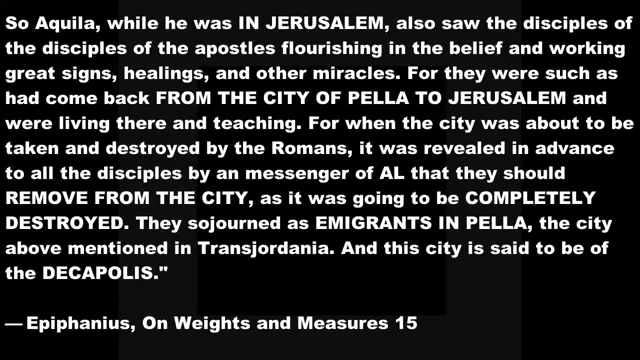 So Aquila, while he was IN JERUSALEM, also saw the disciples of
the disciples of the apostles flourishing in the belief and working
great signs, healings, and other miracles. For they were such as
had come back FROM THE CITY OF PELLA TO JERUSALEM and
were living there and teaching. For when the city was about to be
taken and destroyed by the Romans, it was revealed in advance
to all the disciples by an messenger of AL that they should
REMOVE FROM THE CITY, as it was going to be COMPLETELY
DESTROYED. They sojourned as EMIGRANTS IN PELLA, the city
above mentioned in Transjordania. And this city is said to be of
the DECAPOLIS."
— Epiphanius, On Weights and Measures 15